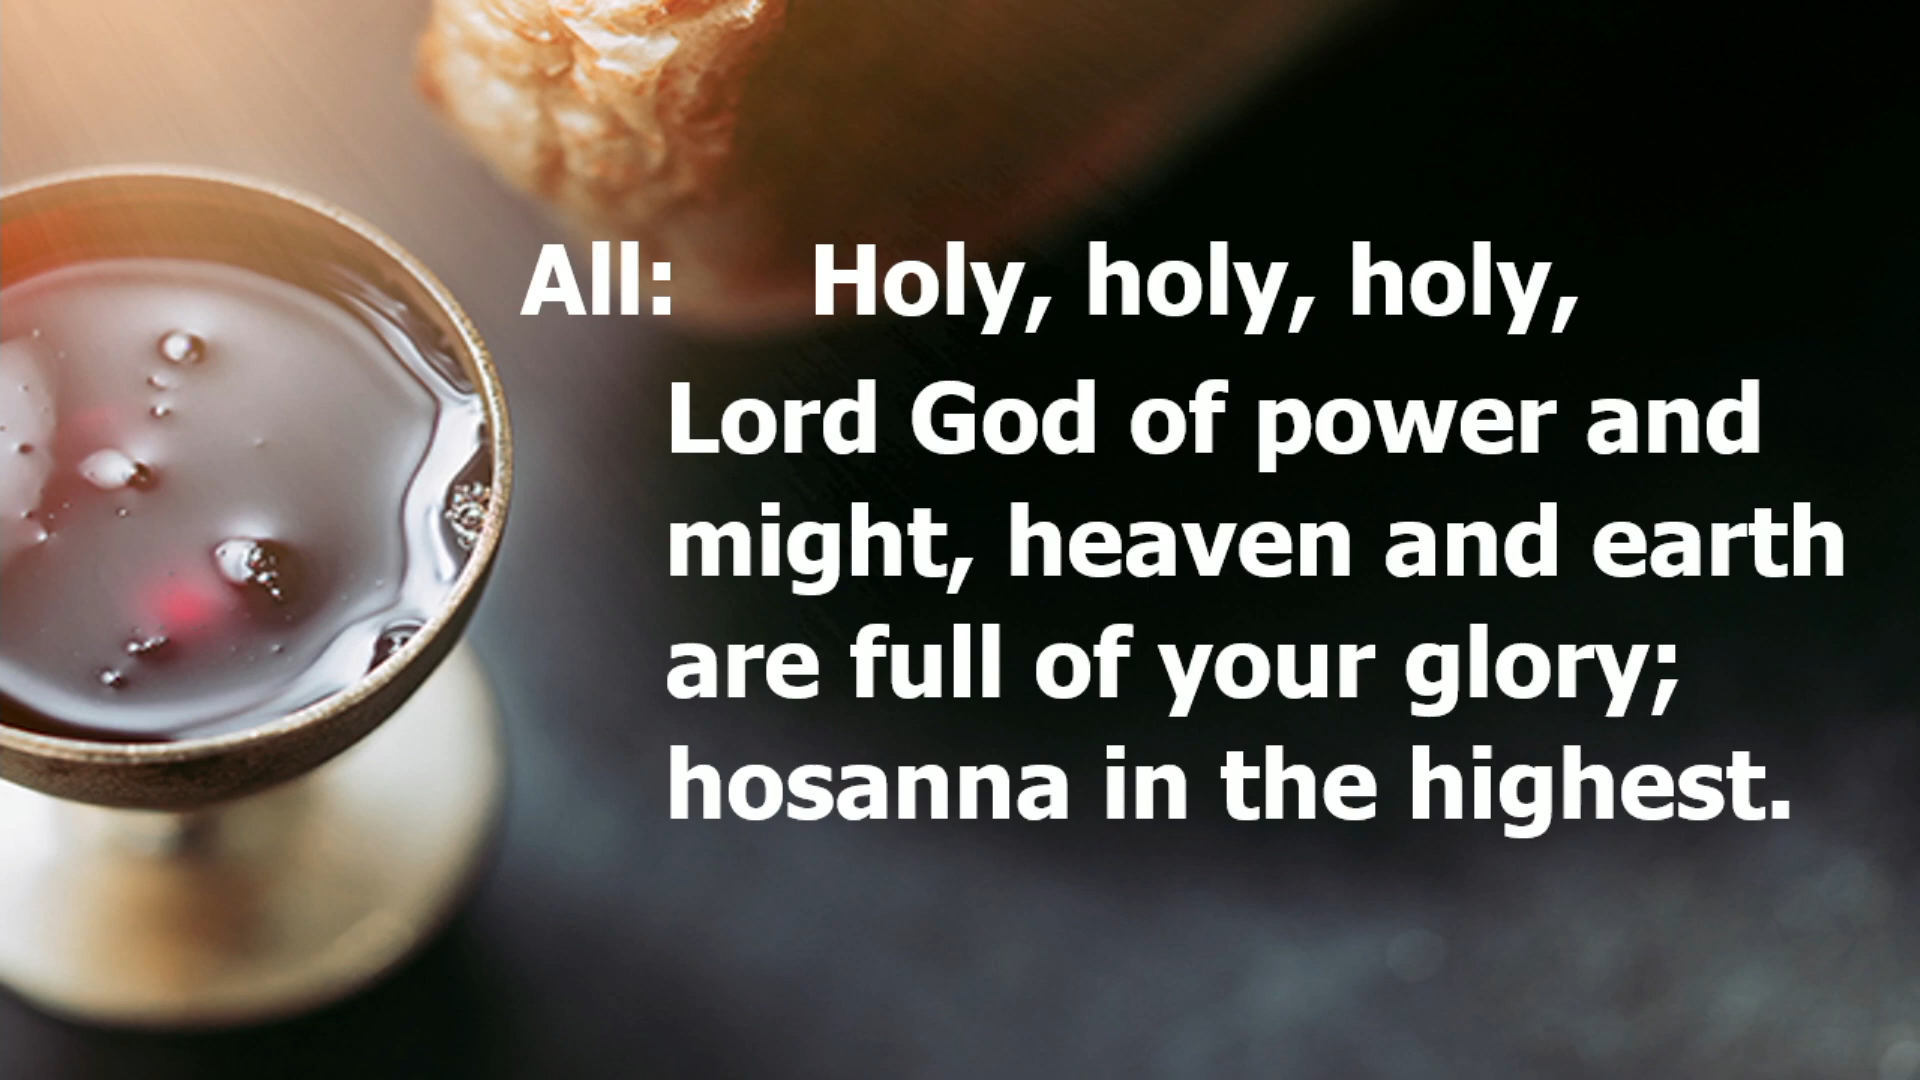 All: Holy, holy, holy,
Lord God of power and
might, heaven and earth
are full of your glory;
hosanna in the highest.